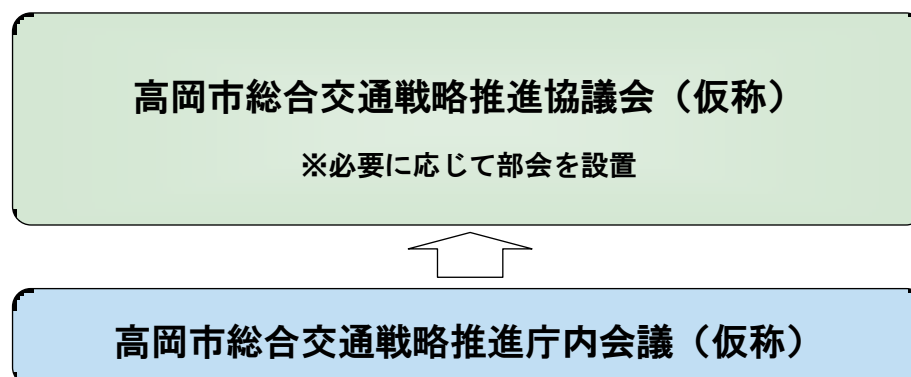 高岡市総合交通戦略推進協議会（仮称）
※必要に応じて部会を設置
高岡市総合交通戦略推進庁内会議（仮称）